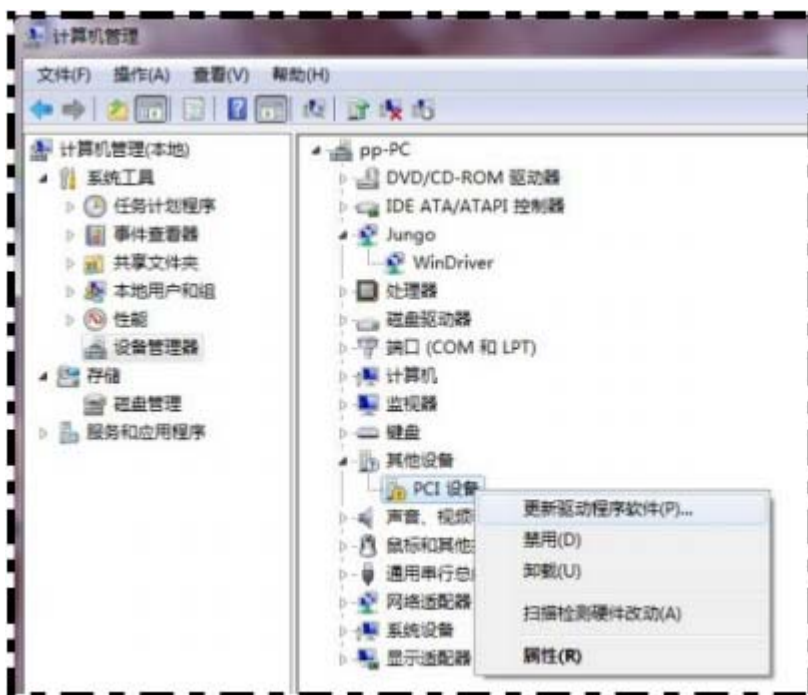 计算机管理
文件(F) 操作(A) 查看(V) 帮助(H)
计算机管理(本地)
系统工具
任务计划程序
事件查看器
共享文件夹
本地用户和组
性能
设备管理器
存储
磁盘管理
服务和应用程序
pp-PC
DVD/CD-ROM 驱动器
IDE ATA/ATAPI 控制器
Jungo
WinDriver
处理器
磁盘驱动器
端口 (COM 和 LPT)
计算机
监视器
键盘
其他设备
PCI 设备
声音、视频
鼠标和其他
通用串行总
网络适配器
系统设备
显示适配器
更新驱动程序软件(P)...
禁用(D)
卸载(U)
扫描检测硬件改动(A)
属性(R)